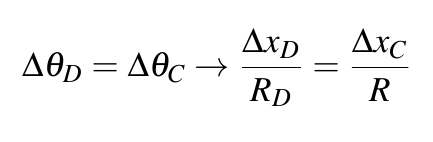 Δθ_D = Δθ_C → Δx_D / R_D = Δx_C / R